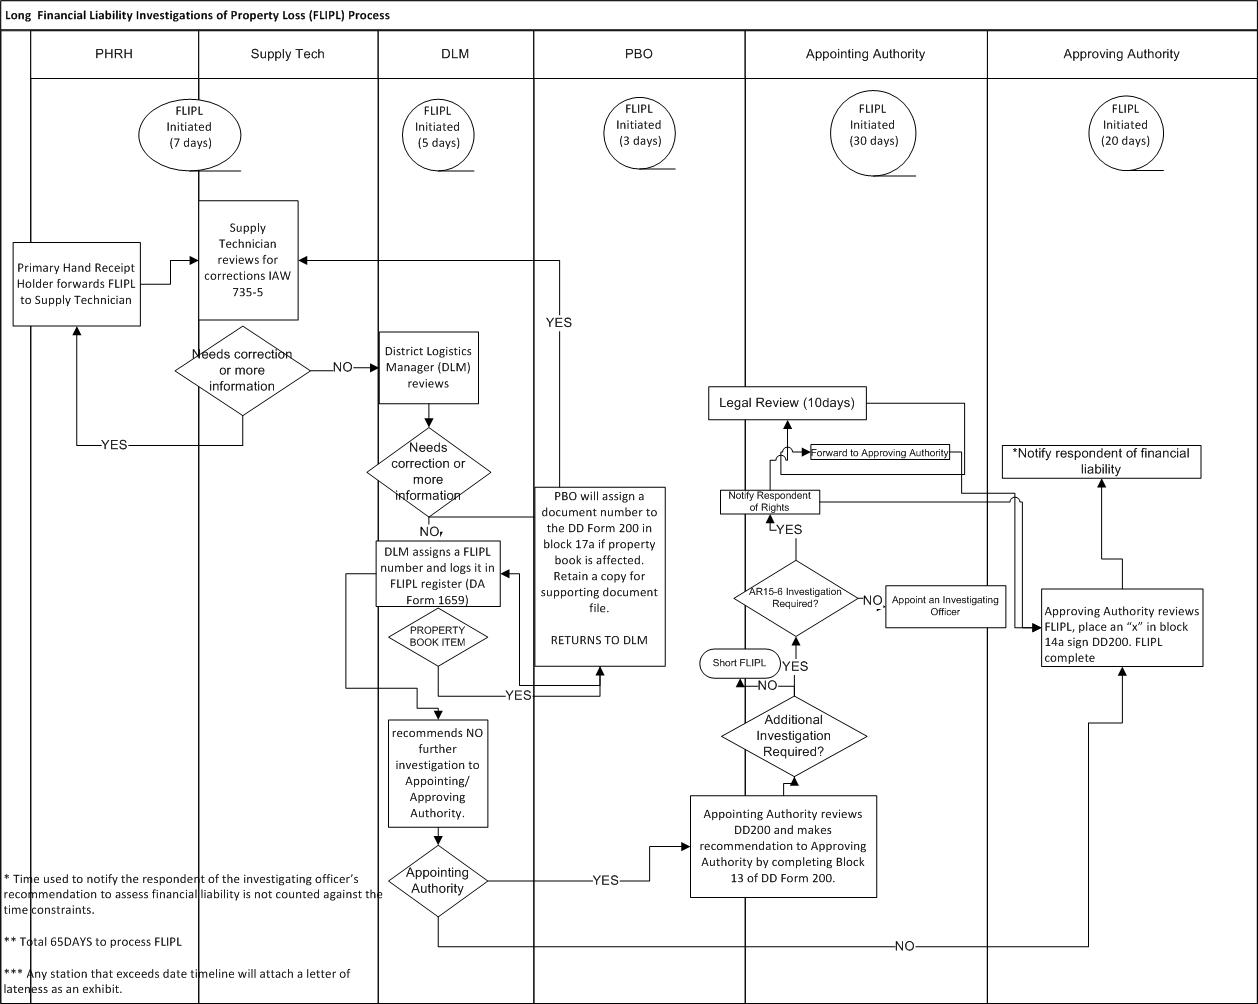 Long  Financial Liability Investigations of Property Loss (FLIPL) Process
PHRH
Supply Tech
DLM
PBO
Appointing Authority
Approving Authority
FLIPL
Initiated
(7 days)
FLIPL
Initiated
(5 days)
FLIPL
Initiated
(3 days)
FLIPL
Initiated
(30 days)
FLIPL
Initiated
(20 days)
Primary Hand Receipt
Holder forwards FLIPL
to Supply Technician
Supply
Technician
reviews for
corrections IAW
735-5
Needs correction
or more
information
NO
YES
District Logistics
Manager (DLM)
reviews
Needs
correction or
more
information
YES
NO
DLM assigns a FLIPL
number and logs it in
FLIPL register (DA
Form 1659)
PROPERTY
BOOK ITEM
YES
PBO will assign a
document number to
the DD Form 200 in
block 17a if property
book is affected.
Retain a copy for
supporting document
file.
RETURNS TO DLM
recommends NO
further
investigation to
Appointing/
Approving
Authority.
Appointing
Authority
YES
NO
Legal Review (10days)
Forward to Approving Authority
Notify Respondent
of Rights
YES
AR15-6 Investigation
Required?
NO
Appoint an Investigating
Officer
Short FLIPL
YES
NO
Additional
Investigation
Required?
Appointing Authority reviews
DD200 and makes
recommendation to Approving
Authority by completing Block
13 of DD Form 200.
*Notify respondent of financial
liability
Approving Authority reviews
FLIPL, place an “x” in block
14a sign DD200. FLIPL
complete
* Time used to notify the respondent of the investigating officer’s
recommendation to assess financial liability is not counted against the
time constraints.
** Total 65DAYS to process FLIPL
*** Any station that exceeds date timeline will attach a letter of
lateness as an exhibit.